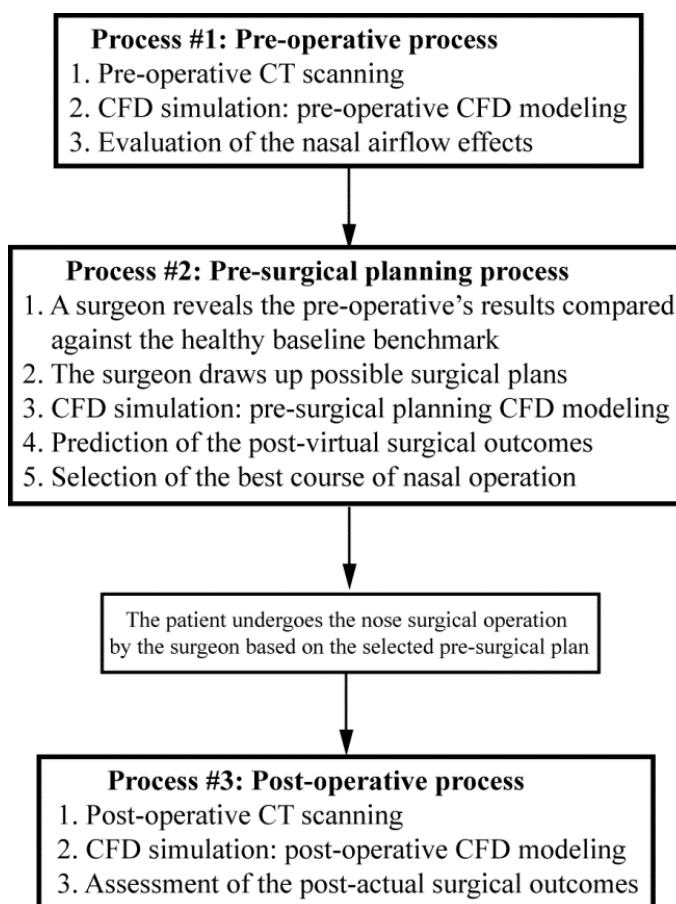 Process #1: Pre-operative process
1. Pre-operative CT scanning
2. CFD simulation: pre-operative CFD modeling
3. Evaluation of the nasal airflow effects
Process #2: Pre-surgical planning process
1. A surgeon reveals the pre-operative’s results compared
against the healthy baseline benchmark
2. The surgeon draws up possible surgical plans
3. CFD simulation: pre-surgical planning CFD modeling
4. Prediction of the post-virtual surgical outcomes
5. Selection of the best course of nasal operation
The patient undergoes the nose surgical operation
by the surgeon based on the selected pre-surgical plan
Process #3: Post-operative process
1. Post-operative CT scanning
2. CFD simulation: post-operative CFD modeling
3. Assessment of the post-actual surgical outcomes